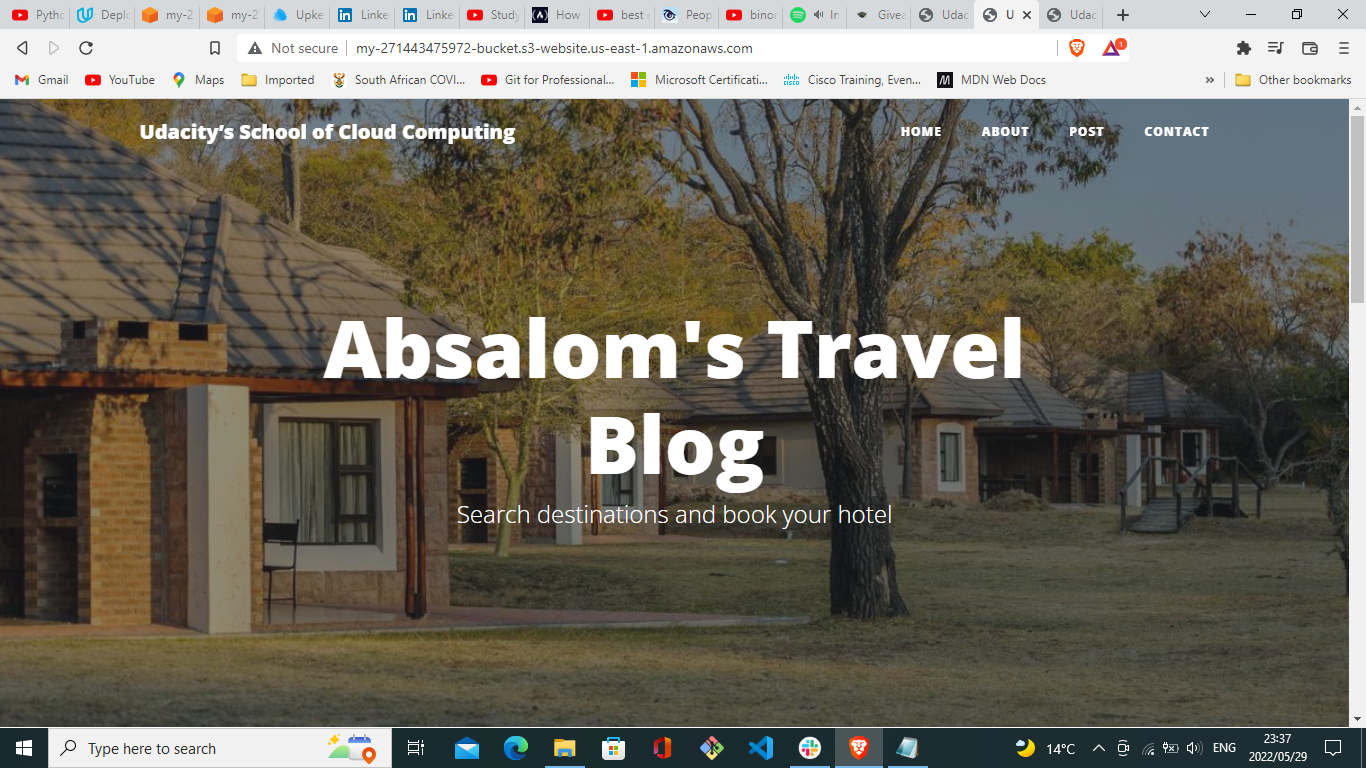 Pytho
Deplo
my-2
my-2
Upke
Linke
Linke
Study
How
best
Peop
binor
In
Givea
Udac
U
Udac
Not secure
my-271443475972-bucket.s3-website.us-east-1.amazonaws.com
1
Gmail
YouTube
Maps
Imported
South African COVI...
Git for Professional...
Microsoft Certificati...
Cisco Training, Even...
MDN Web Docs
»
Other bookmarks
Udacity’s School of Cloud Computing
HOME
ABOUT
POST
CONTACT
Absalom's Travel
Blog
Search destinations and book your hotel
Type here to search
14°C
ENG
23:37
2022/05/29